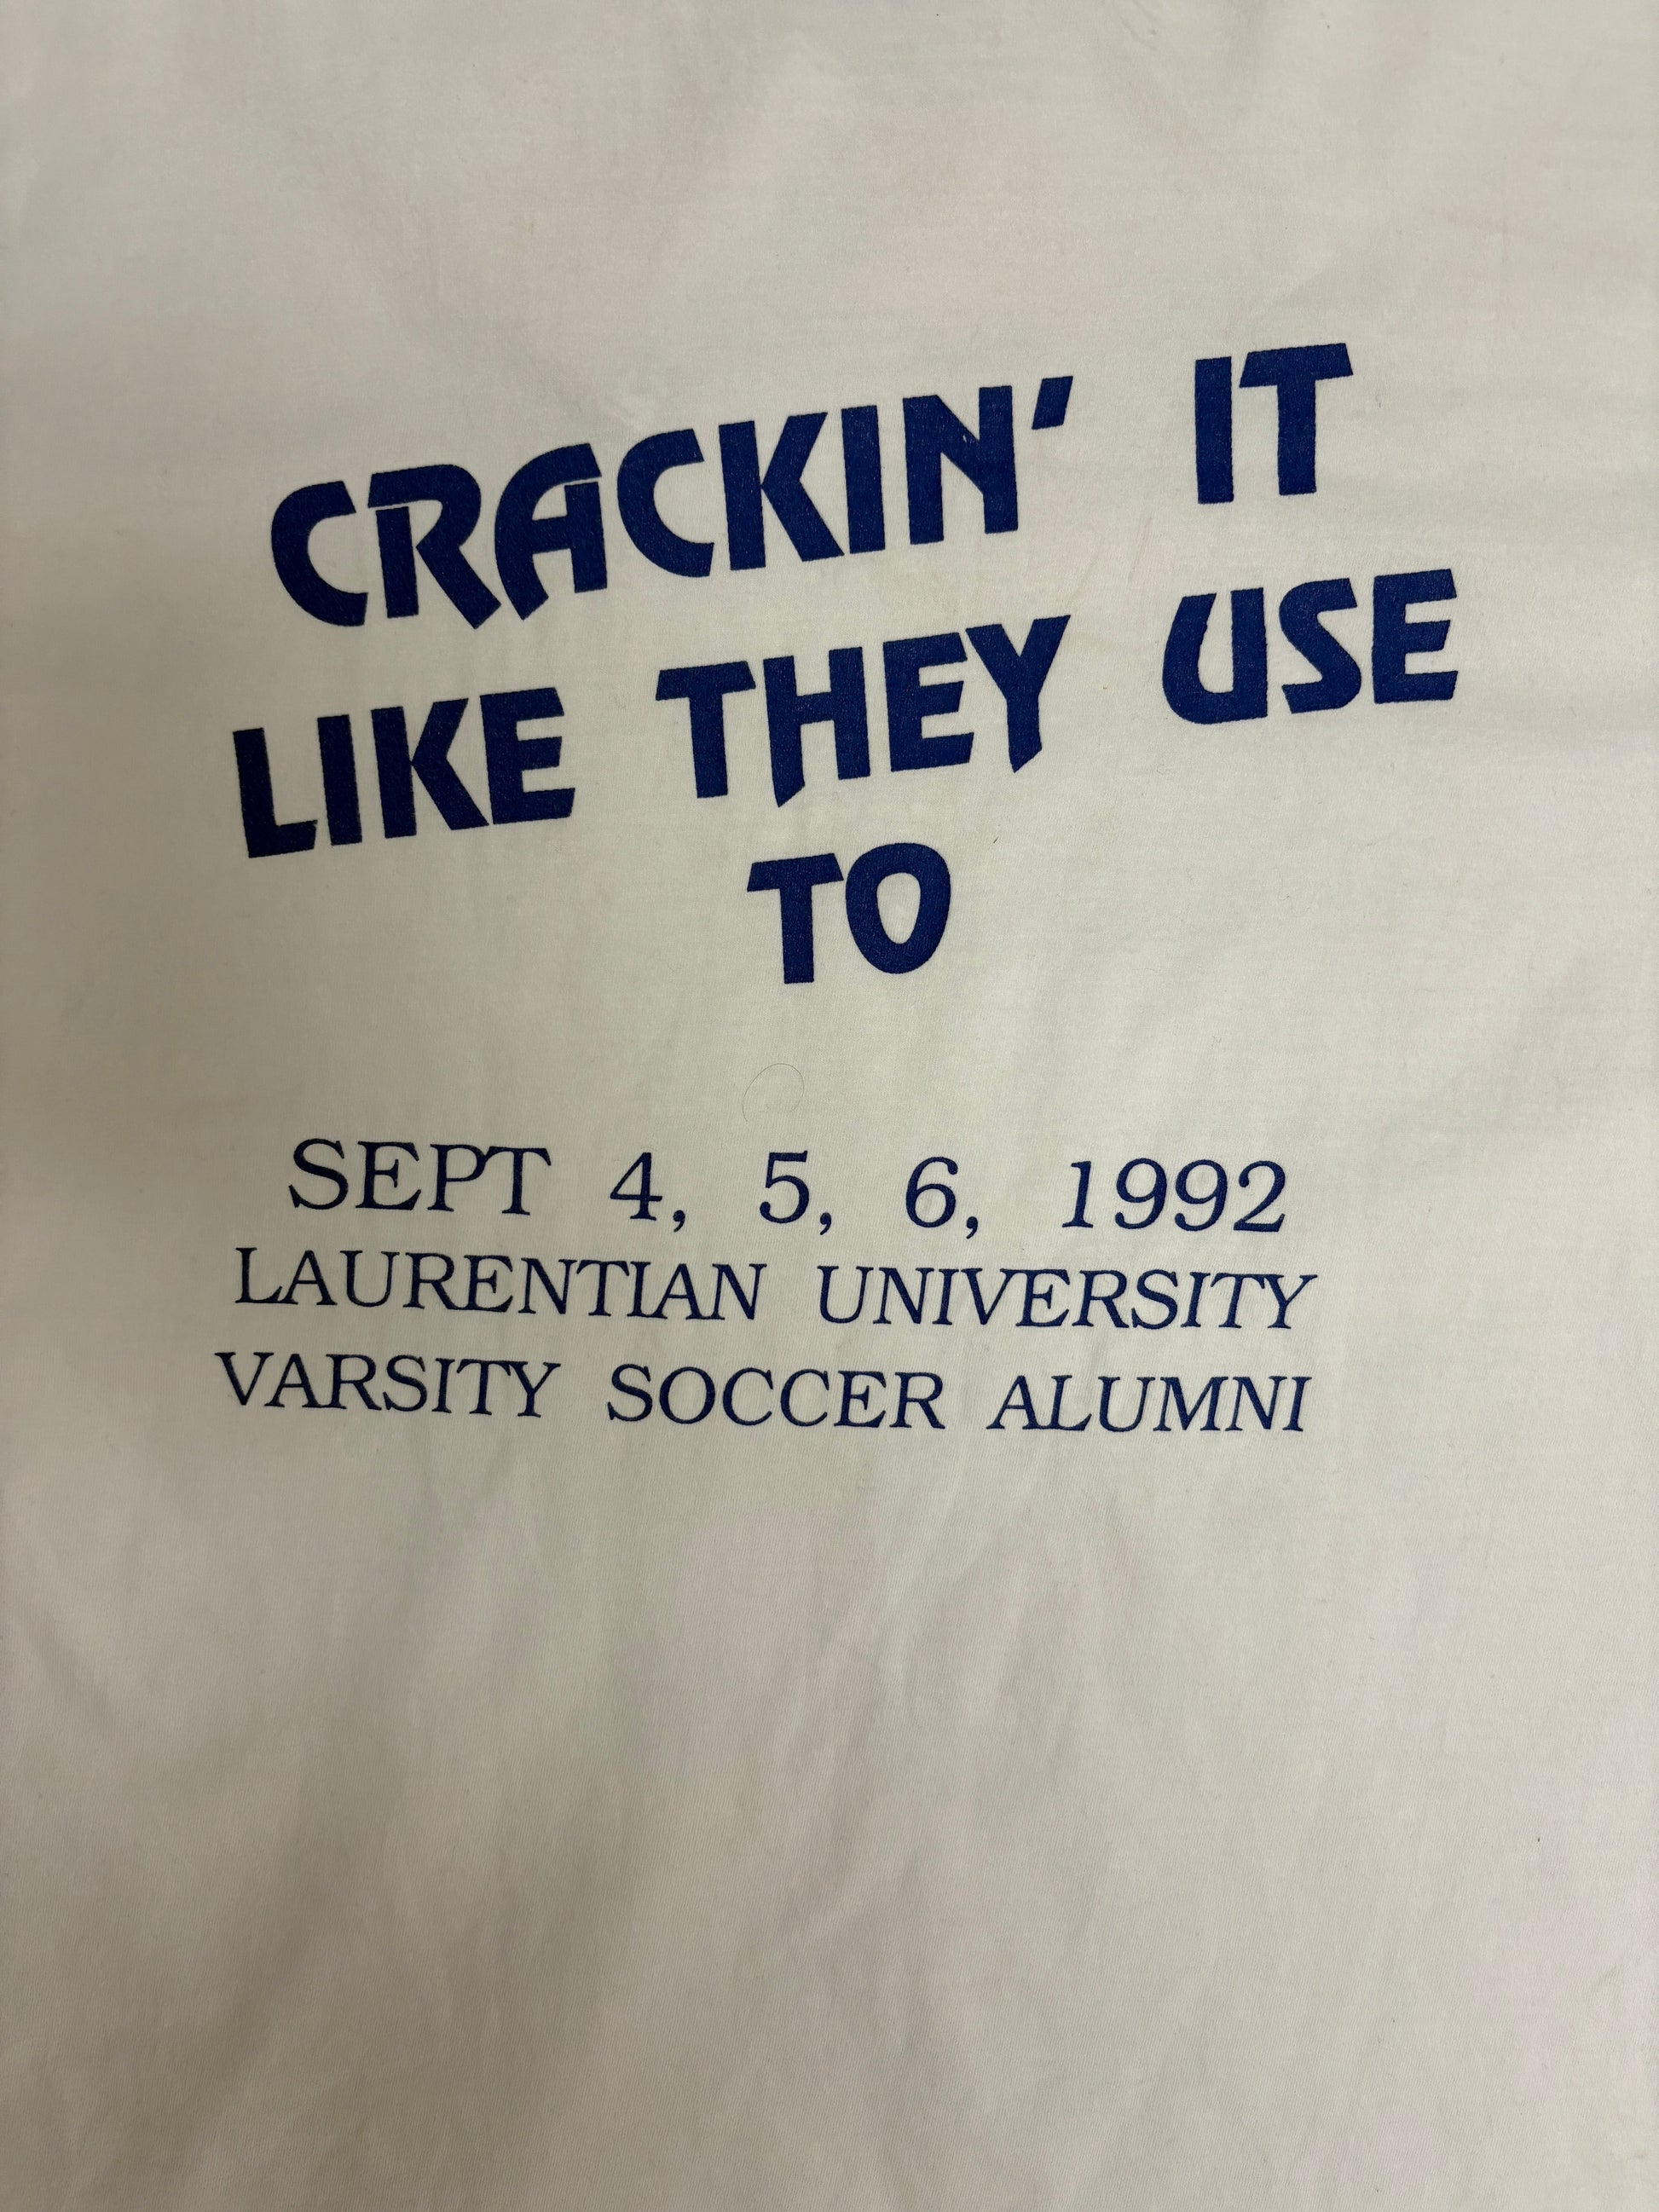 CRACKIN' IT
LIKE THEY USE
TO
SEPT 4, 5, 6, 1992
LAURENTIAN UNIVERSITY
VARSITY SOCCER ALUMNI